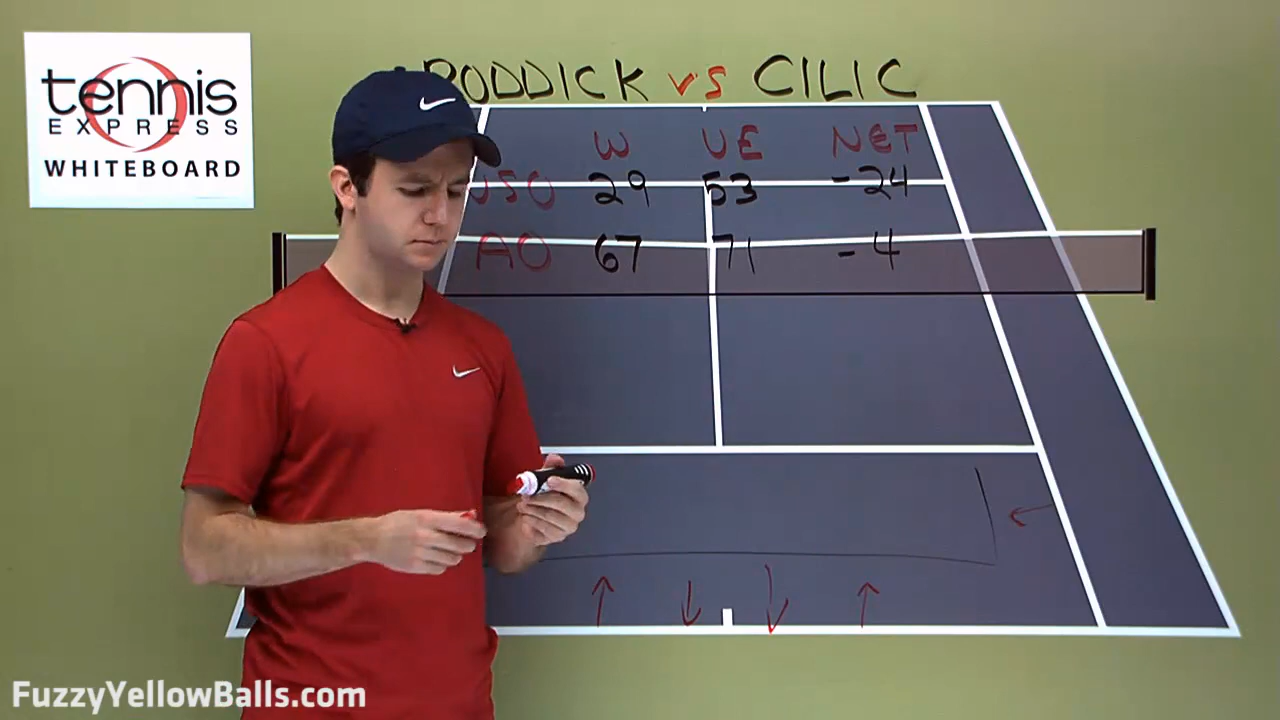 tennis
EXPRESS
WHITEBOARD
RODDICK vs CILIC
W UE NET
USO 29 53 -24
AO 67 71 -4
FuzzyYellowBalls.com